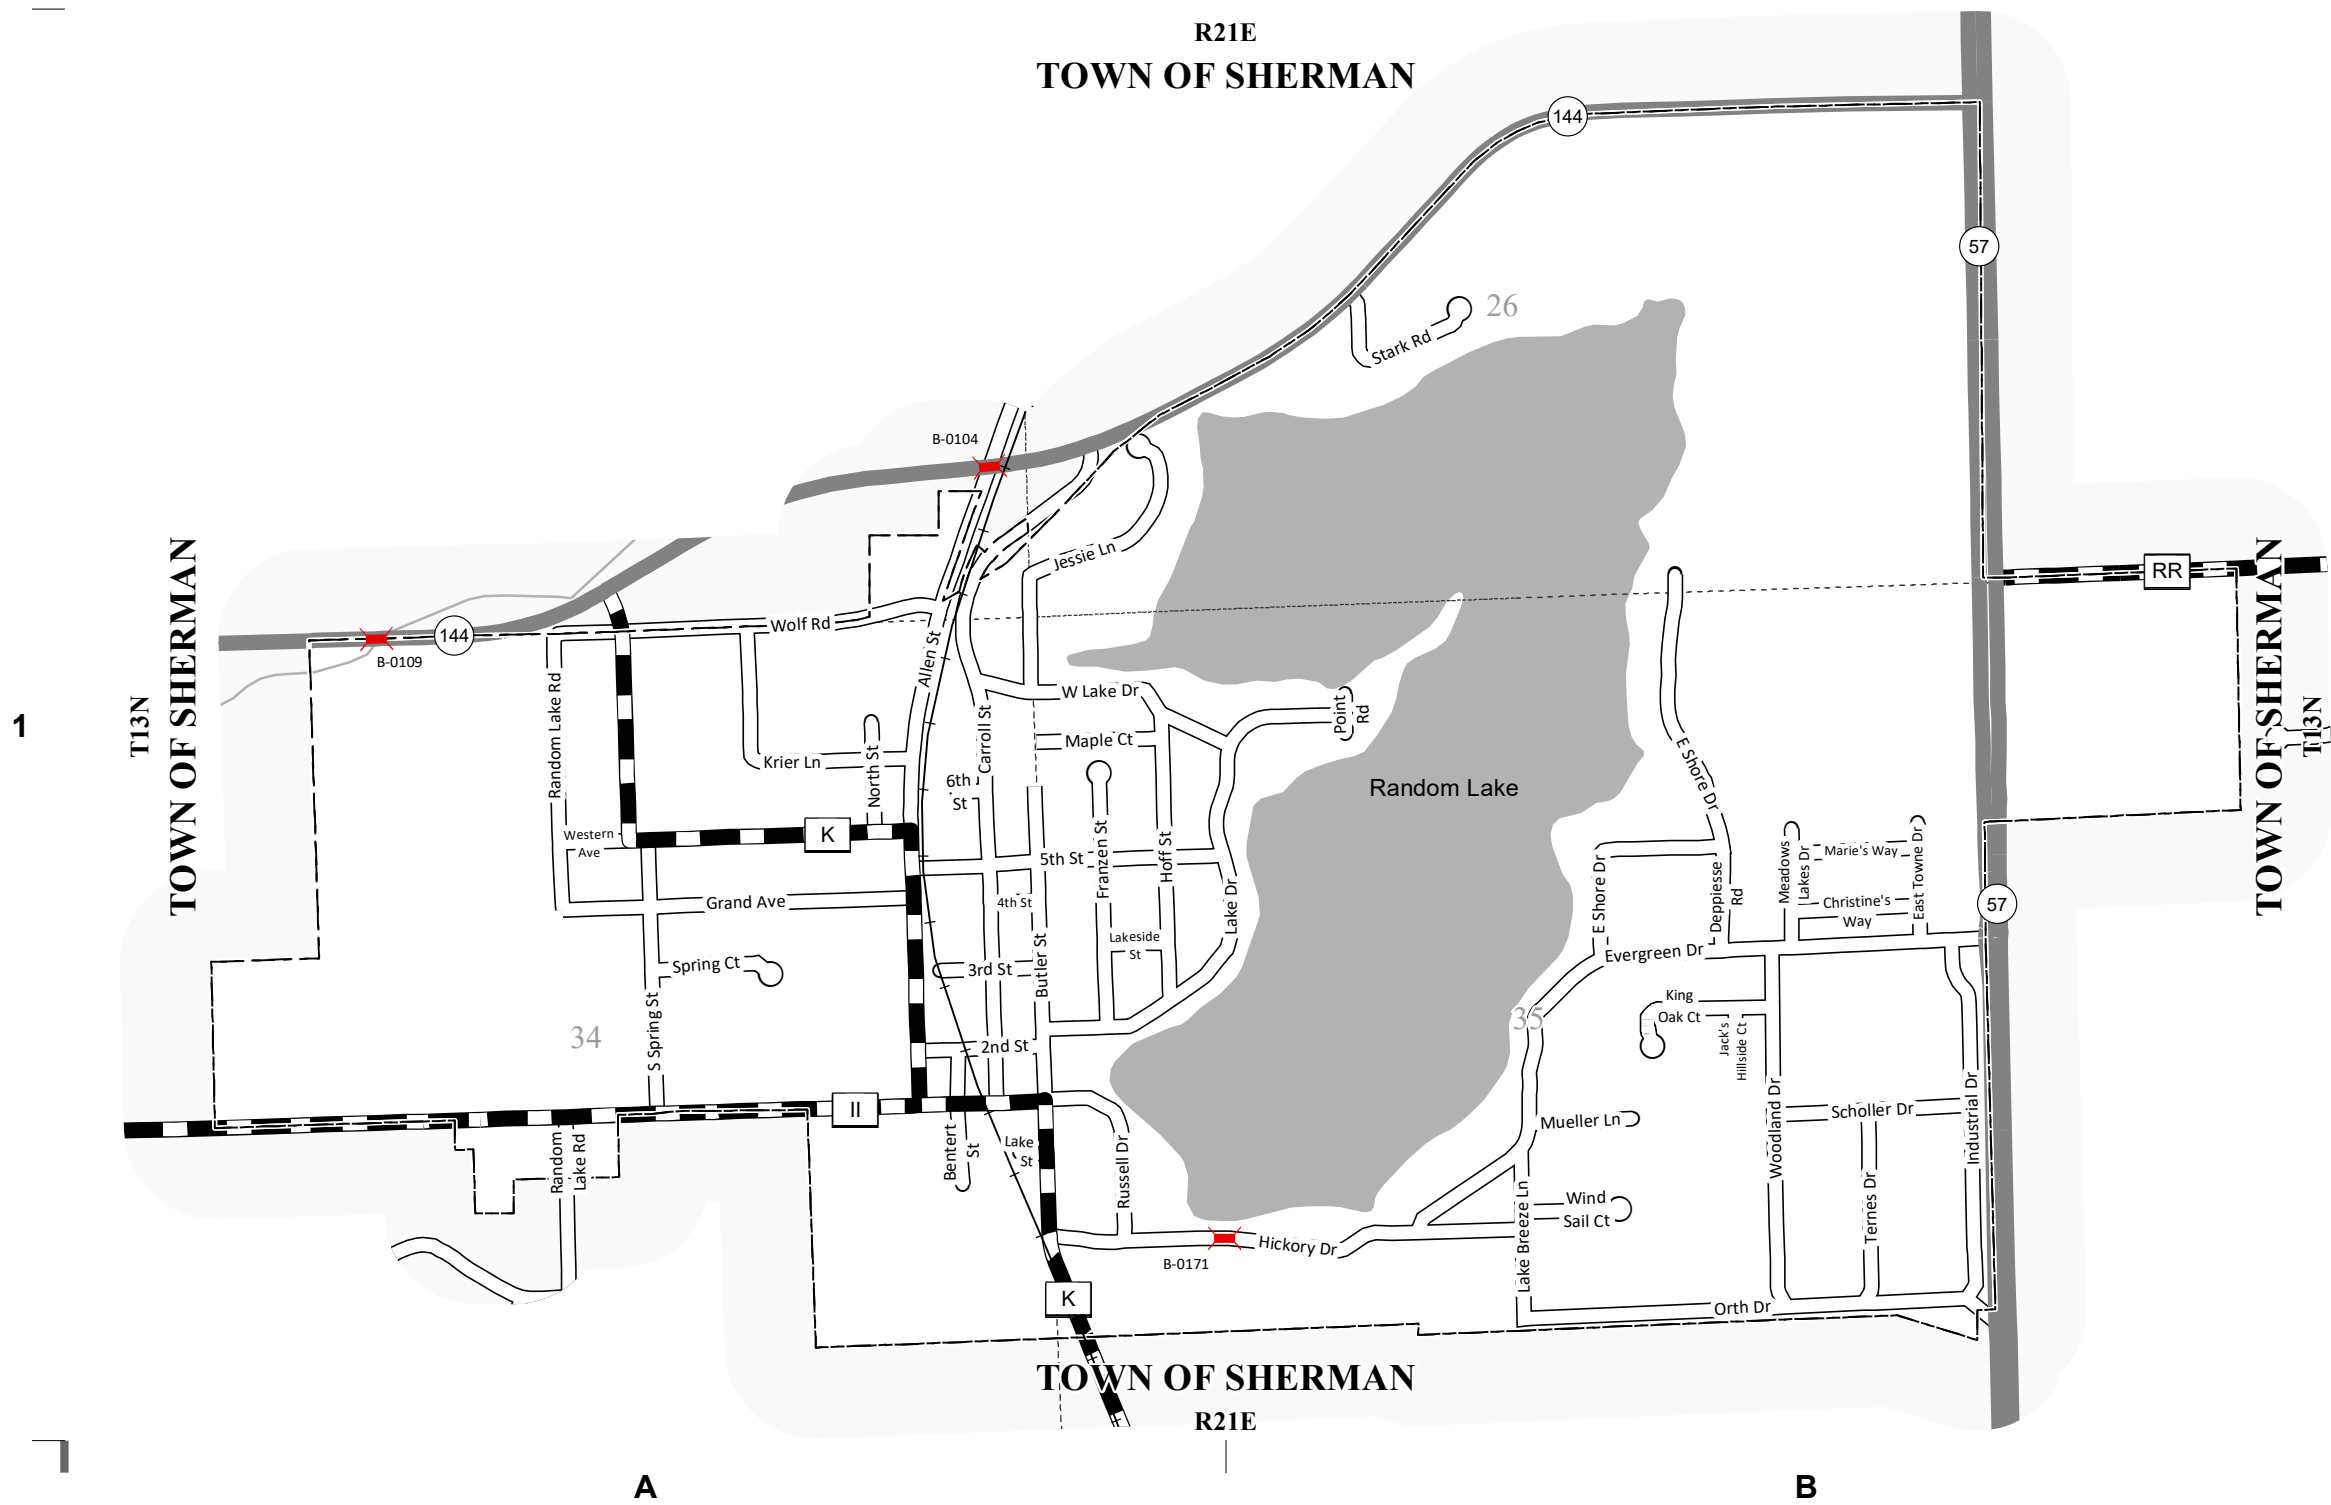 R21E
TOWN OF SHERMAN
144
57
26
Stark Rd
B-0104
Jessie Ln
TOWN OF SHERMAN
T13N
1
RR
TOWN OF SHERMAN
T13N
144
B-0109
Wolf Rd
Allen St
Random Lake Rd
W Lake Dr
Carroll St
Point
Rd
Maple Ct
Krier Ln
North St
6th
St
Random Lake
E Shore Dr
Western
Ave
K
5th St
Franzen St
Hoff St
E Shore Dr
Deppiesse
Rd
Meadows
Lakes Dr
Marie's Way
East Towne Dr
Christine's
Way
57
Grand Ave
4th St
Lake Dr
Lakeside
St
Butler St
3rd St
Spring Ct
Evergreen Dr
King
Oak Ct
Jack's
Hillside Ct
34
35
S Spring St
2nd St
II
Woodland Dr
Scholler Dr
Industrial Dr
Mueller Ln
Random
Lake Rd
Bentert
St
Lake
St
Russell Dr
Wind
Sail Ct
Lake Breeze Ln
Ternes Dr
Hickory Dr
B-0171
K
Orth Dr
TOWN OF SHERMAN
R21E
A
B